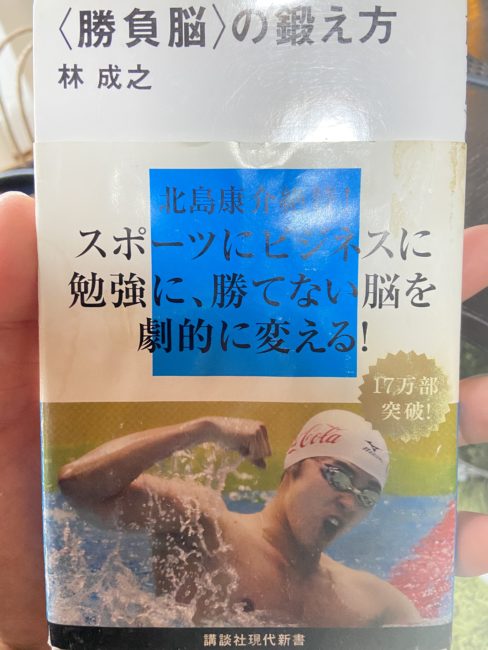 〈勝負脳〉の鍛え方
林 成之
北島康介絶賛!
スポーツにビジネスに
勉強に、勝てない脳を
劇的に変える!
17万部
突破!
Coca-Cola
講談社現代新書